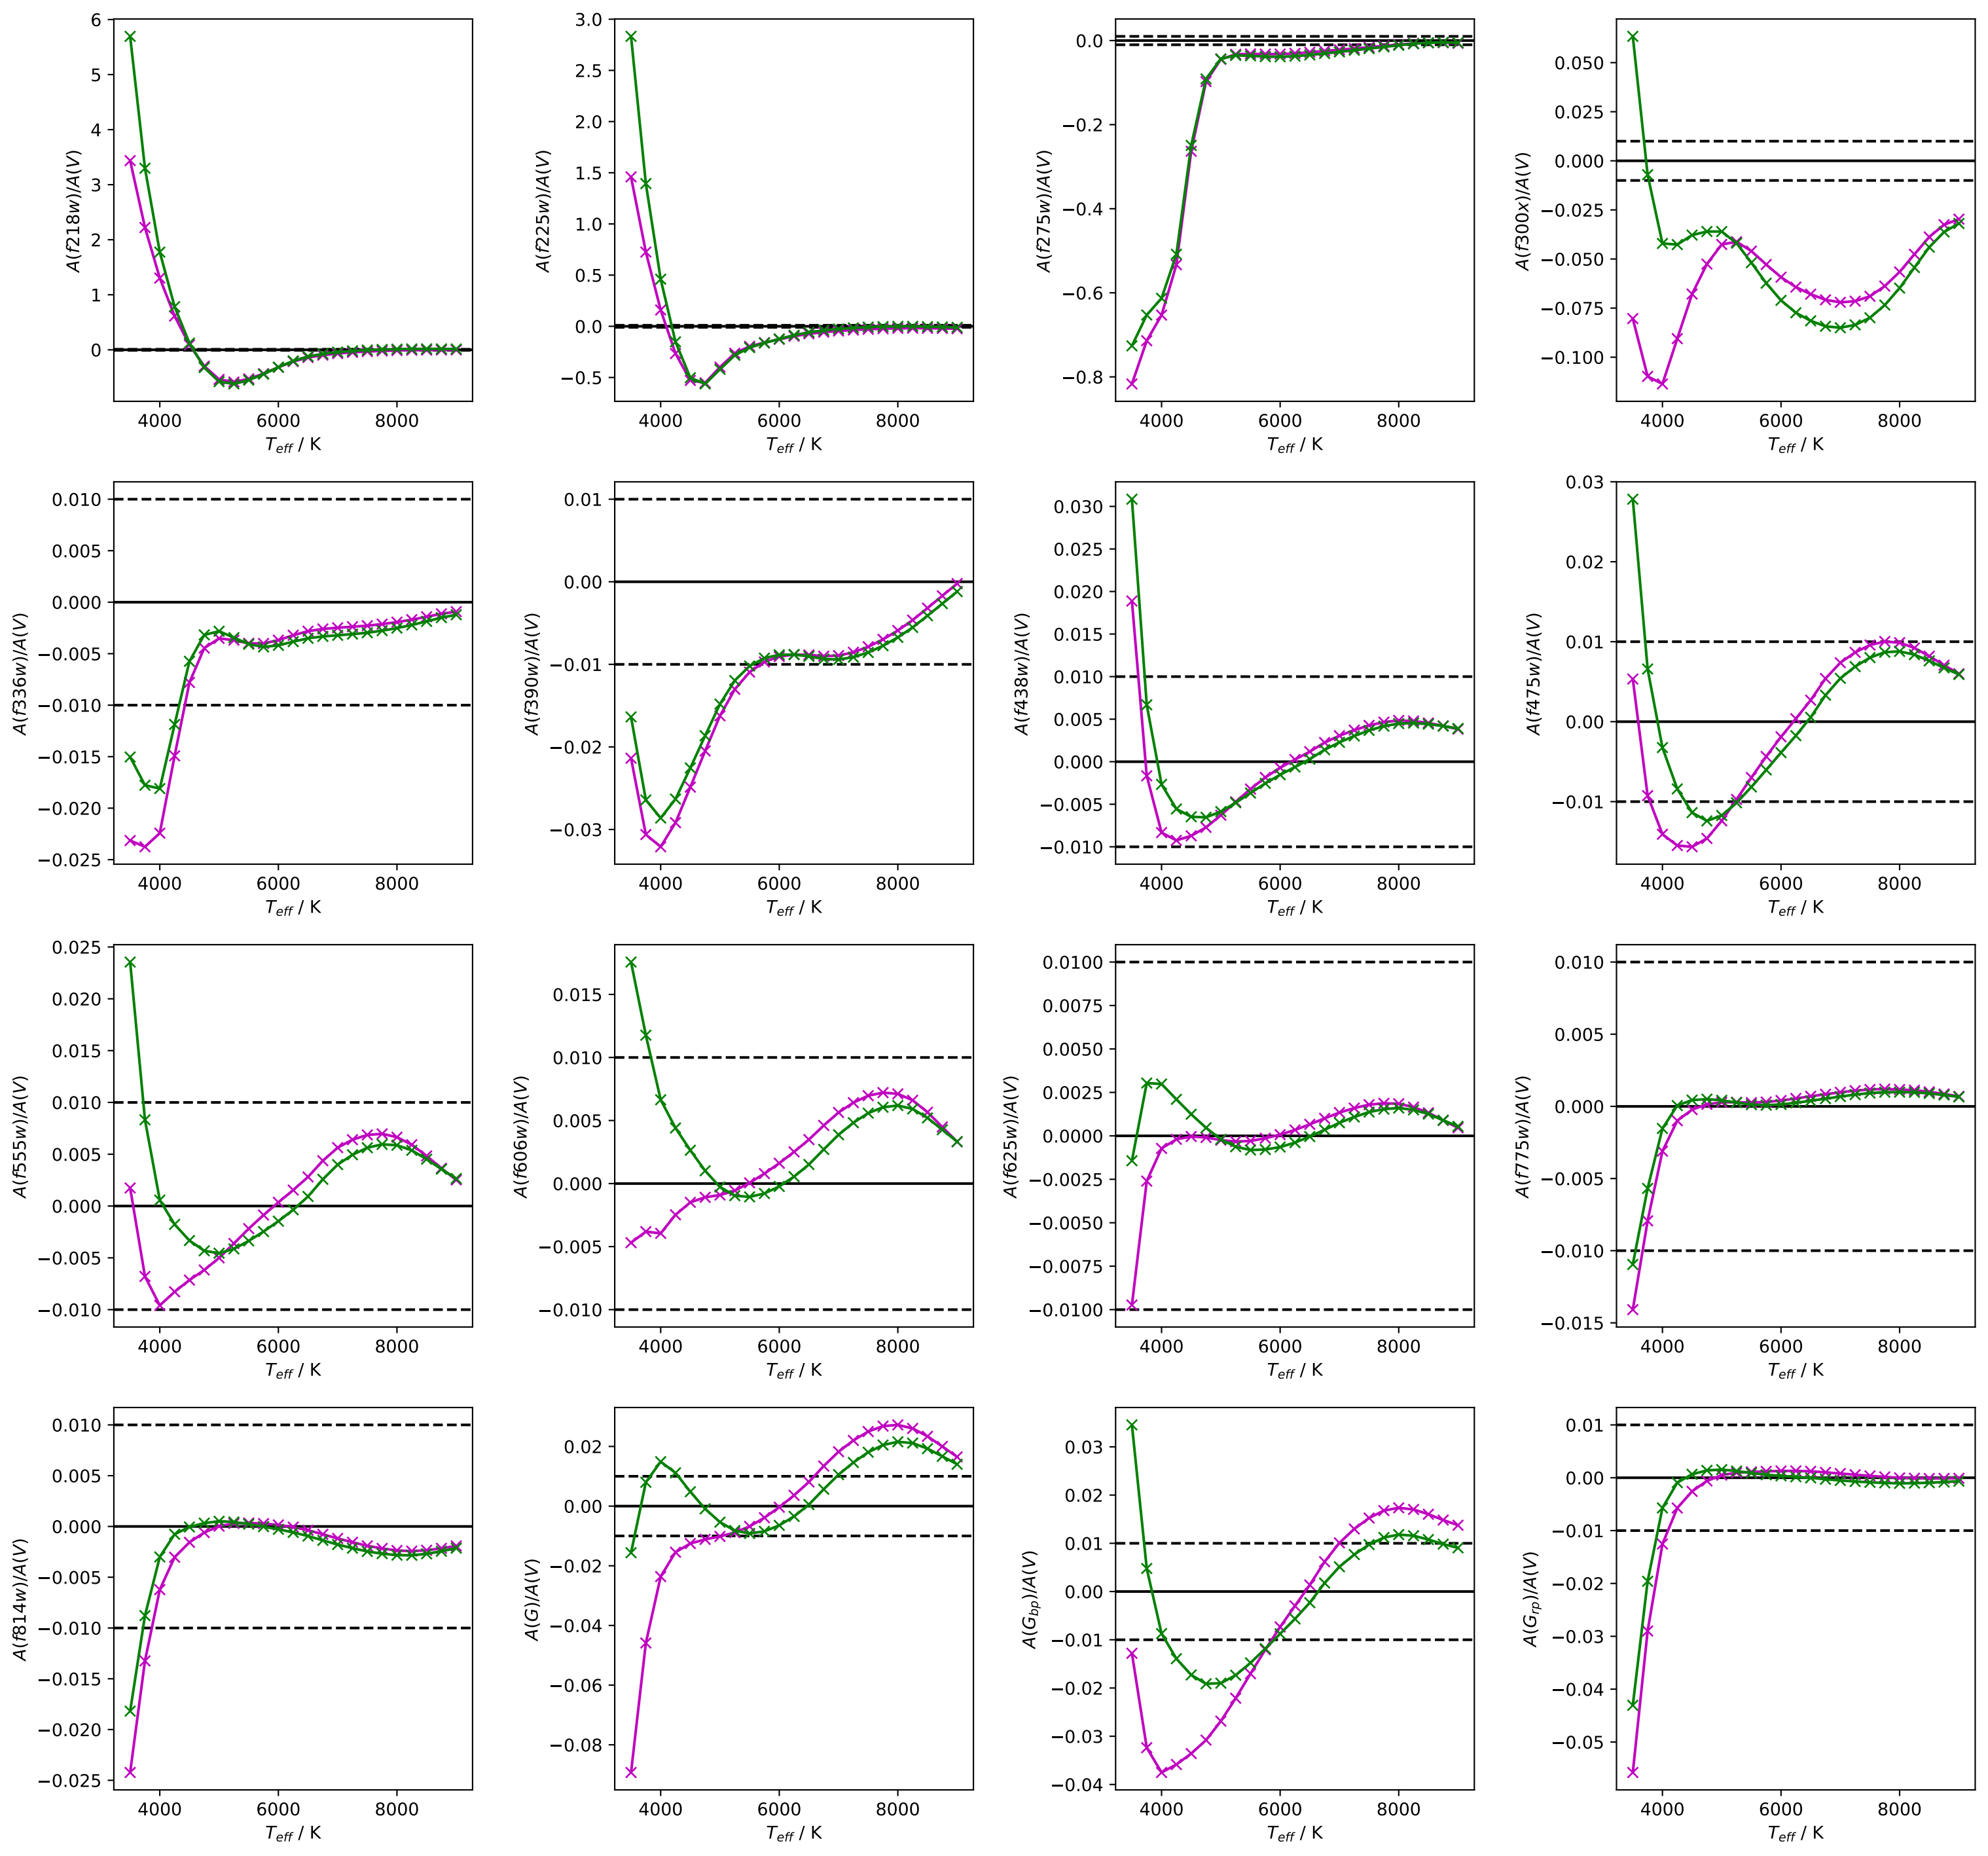 6
5
4
3
2
1
0
A(f218w)/A(V)
4000 6000 8000
T_eff / K
3.0
2.5
2.0
1.5
1.0
0.5
0.0
−0.5
A(f225w)/A(V)
4000 6000 8000
T_eff / K
0.0
−0.2
−0.4
−0.6
−0.8
A(f275w)/A(V)
4000 6000 8000
T_eff / K
0.050
0.025
0.000
−0.025
−0.050
−0.075
−0.100
A(f300x)/A(V)
4000 6000 8000
T_eff / K
0.010
0.005
0.000
−0.005
−0.010
−0.015
−0.020
−0.025
A(f336w)/A(V)
4000 6000 8000
T_eff / K
0.01
0.00
−0.01
−0.02
−0.03
A(f390w)/A(V)
4000 6000 8000
T_eff / K
0.030
0.025
0.020
0.015
0.010
0.005
0.000
−0.005
−0.010
A(f438w)/A(V)
4000 6000 8000
T_eff / K
0.03
0.02
0.01
0.00
−0.01
A(f475w)/A(V)
4000 6000 8000
T_eff / K
0.025
0.020
0.015
0.010
0.005
0.000
−0.005
−0.010
A(f555w)/A(V)
4000 6000 8000
T_eff / K
0.015
0.010
0.005
0.000
−0.005
−0.010
A(f606w)/A(V)
4000 6000 8000
T_eff / K
0.0100
0.0075
0.0050
0.0025
0.0000
−0.0025
−0.0050
−0.0075
−0.0100
A(f625w)/A(V)
4000 6000 8000
T_eff / K
0.010
0.005
0.000
−0.005
−0.010
−0.015
A(f775w)/A(V)
4000 6000 8000
T_eff / K
0.010
0.005
0.000
−0.005
−0.010
−0.015
−0.020
−0.025
A(f814w)/A(V)
4000 6000 8000
T_eff / K
0.02
0.00
−0.02
−0.04
−0.06
−0.08
A(G)/A(V)
4000 6000 8000
T_eff / K
0.03
0.02
0.01
0.00
−0.01
−0.02
−0.03
−0.04
A(G_bp)/A(V)
4000 6000 8000
T_eff / K
0.01
0.00
−0.01
−0.02
−0.03
−0.04
−0.05
A(G_rp)/A(V)
4000 6000 8000
T_eff / K